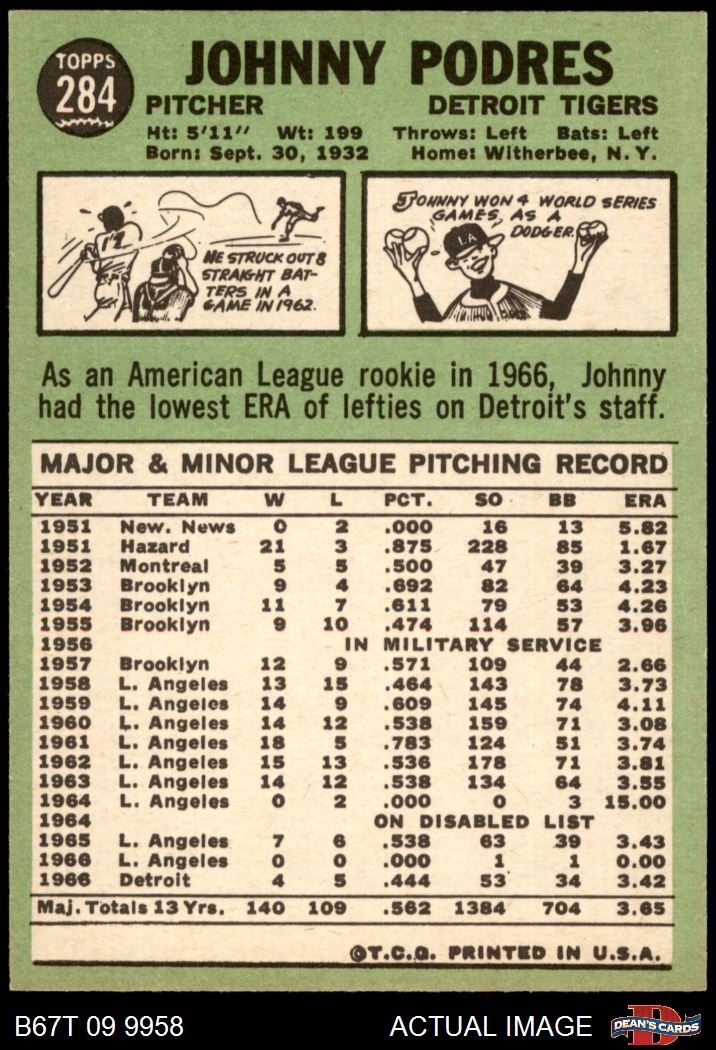 TOPPS
284
JOHNNY PODRES
PITCHER DETROIT TIGERS
Ht: 5'11" Wt: 199 Throws: Left Bats: Left
Born: Sept. 30, 1932 Home: Witherbee, N. Y.
HE STRUCK OUT 8
STRAIGHT BAT-
TERS IN A
GAME IN 1962.
JOHNNY WON 4 WORLD SERIES
GAMES, AS A
DODGER.
LA
As an American League rookie in 1966, Johnny
had the lowest ERA of lefties on Detroit's staff.
MAJOR & MINOR LEAGUE PITCHING RECORD
YEAR TEAM W L PCT. SO BB ERA
1951 New. News 0 2 .000 16 13 5.82
1951 Hazard 21 3 .875 228 85 1.67
1952 Montreal 5 5 .500 47 39 3.27
1953 Brooklyn 9 4 .692 82 64 4.23
1954 Brooklyn 11 7 .611 79 53 4.26
1955 Brooklyn 9 10 .474 114 57 3.96
1956 IN MILITARY SERVICE
1957 Brooklyn 12 9 .571 109 44 2.66
1958 L. Angeles 13 15 .464 143 78 3.73
1959 L. Angeles 14 9 .609 145 74 4.11
1960 L. Angeles 14 12 .538 159 71 3.08
1961 L. Angeles 18 5 .783 124 51 3.74
1962 L. Angeles 15 13 .536 178 71 3.81
1963 L. Angeles 14 12 .538 134 64 3.55
1964 L. Angeles 0 2 .000 0 3 15.00
1964 ON DISABLED LIST
1965 L. Angeles 7 6 .538 63 39 3.43
1966 L. Angeles 0 0 .000 1 1 0.00
1966 Detroit 4 5 .444 53 34 3.42
Maj. Totals 13 Yrs. 140 109 .562 1384 704 3.65
©T.C.G. PRINTED IN U.S.A.
B67T 09 9958 ACTUAL IMAGE DEAN'S CARDS